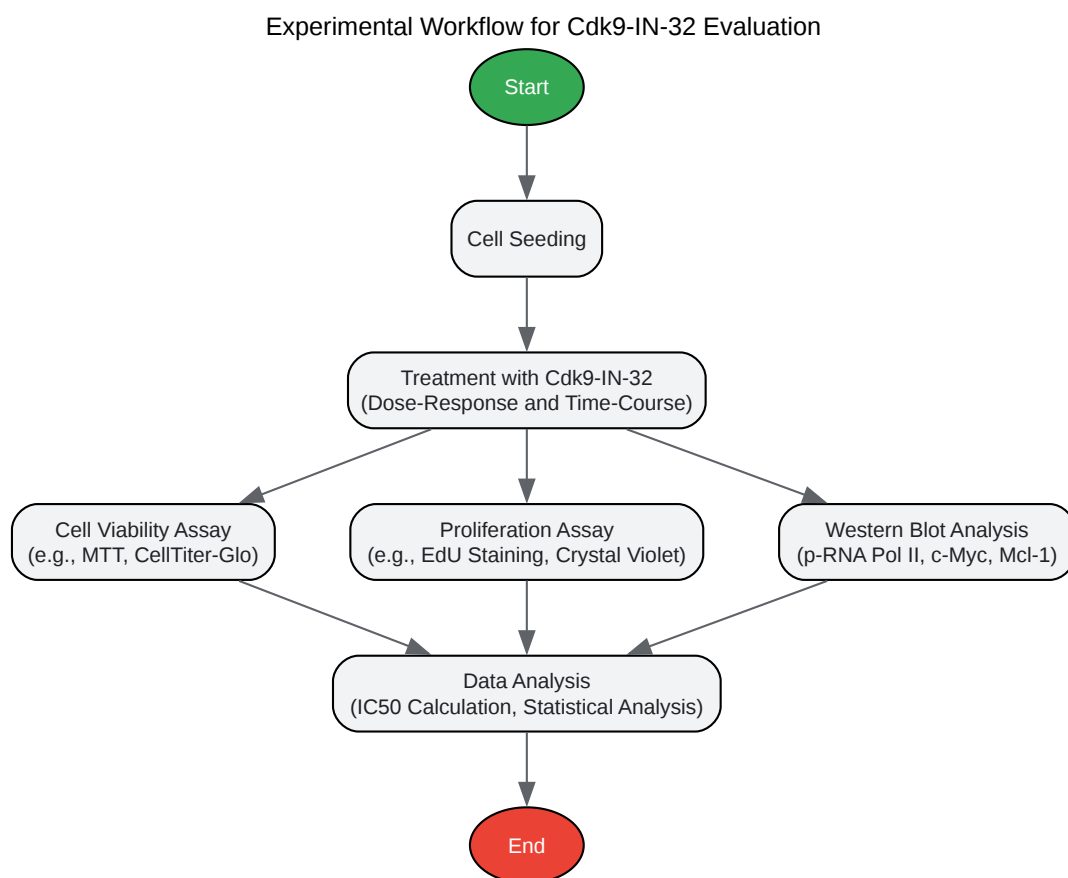 Experimental Workflow for Cdk9-IN-32 Evaluation
Start
Cell Seeding
Treatment with Cdk9-IN-32
(Dose-Response and Time-Course)
Cell Viability Assay
(e.g., MTT, CellTiter-Glo)
Proliferation Assay
(e.g., EdU Staining, Crystal Violet)
Western Blot Analysis
(p-RNA Pol II, c-Myc, Mcl-1)
Data Analysis
(IC50 Calculation, Statistical Analysis)
End